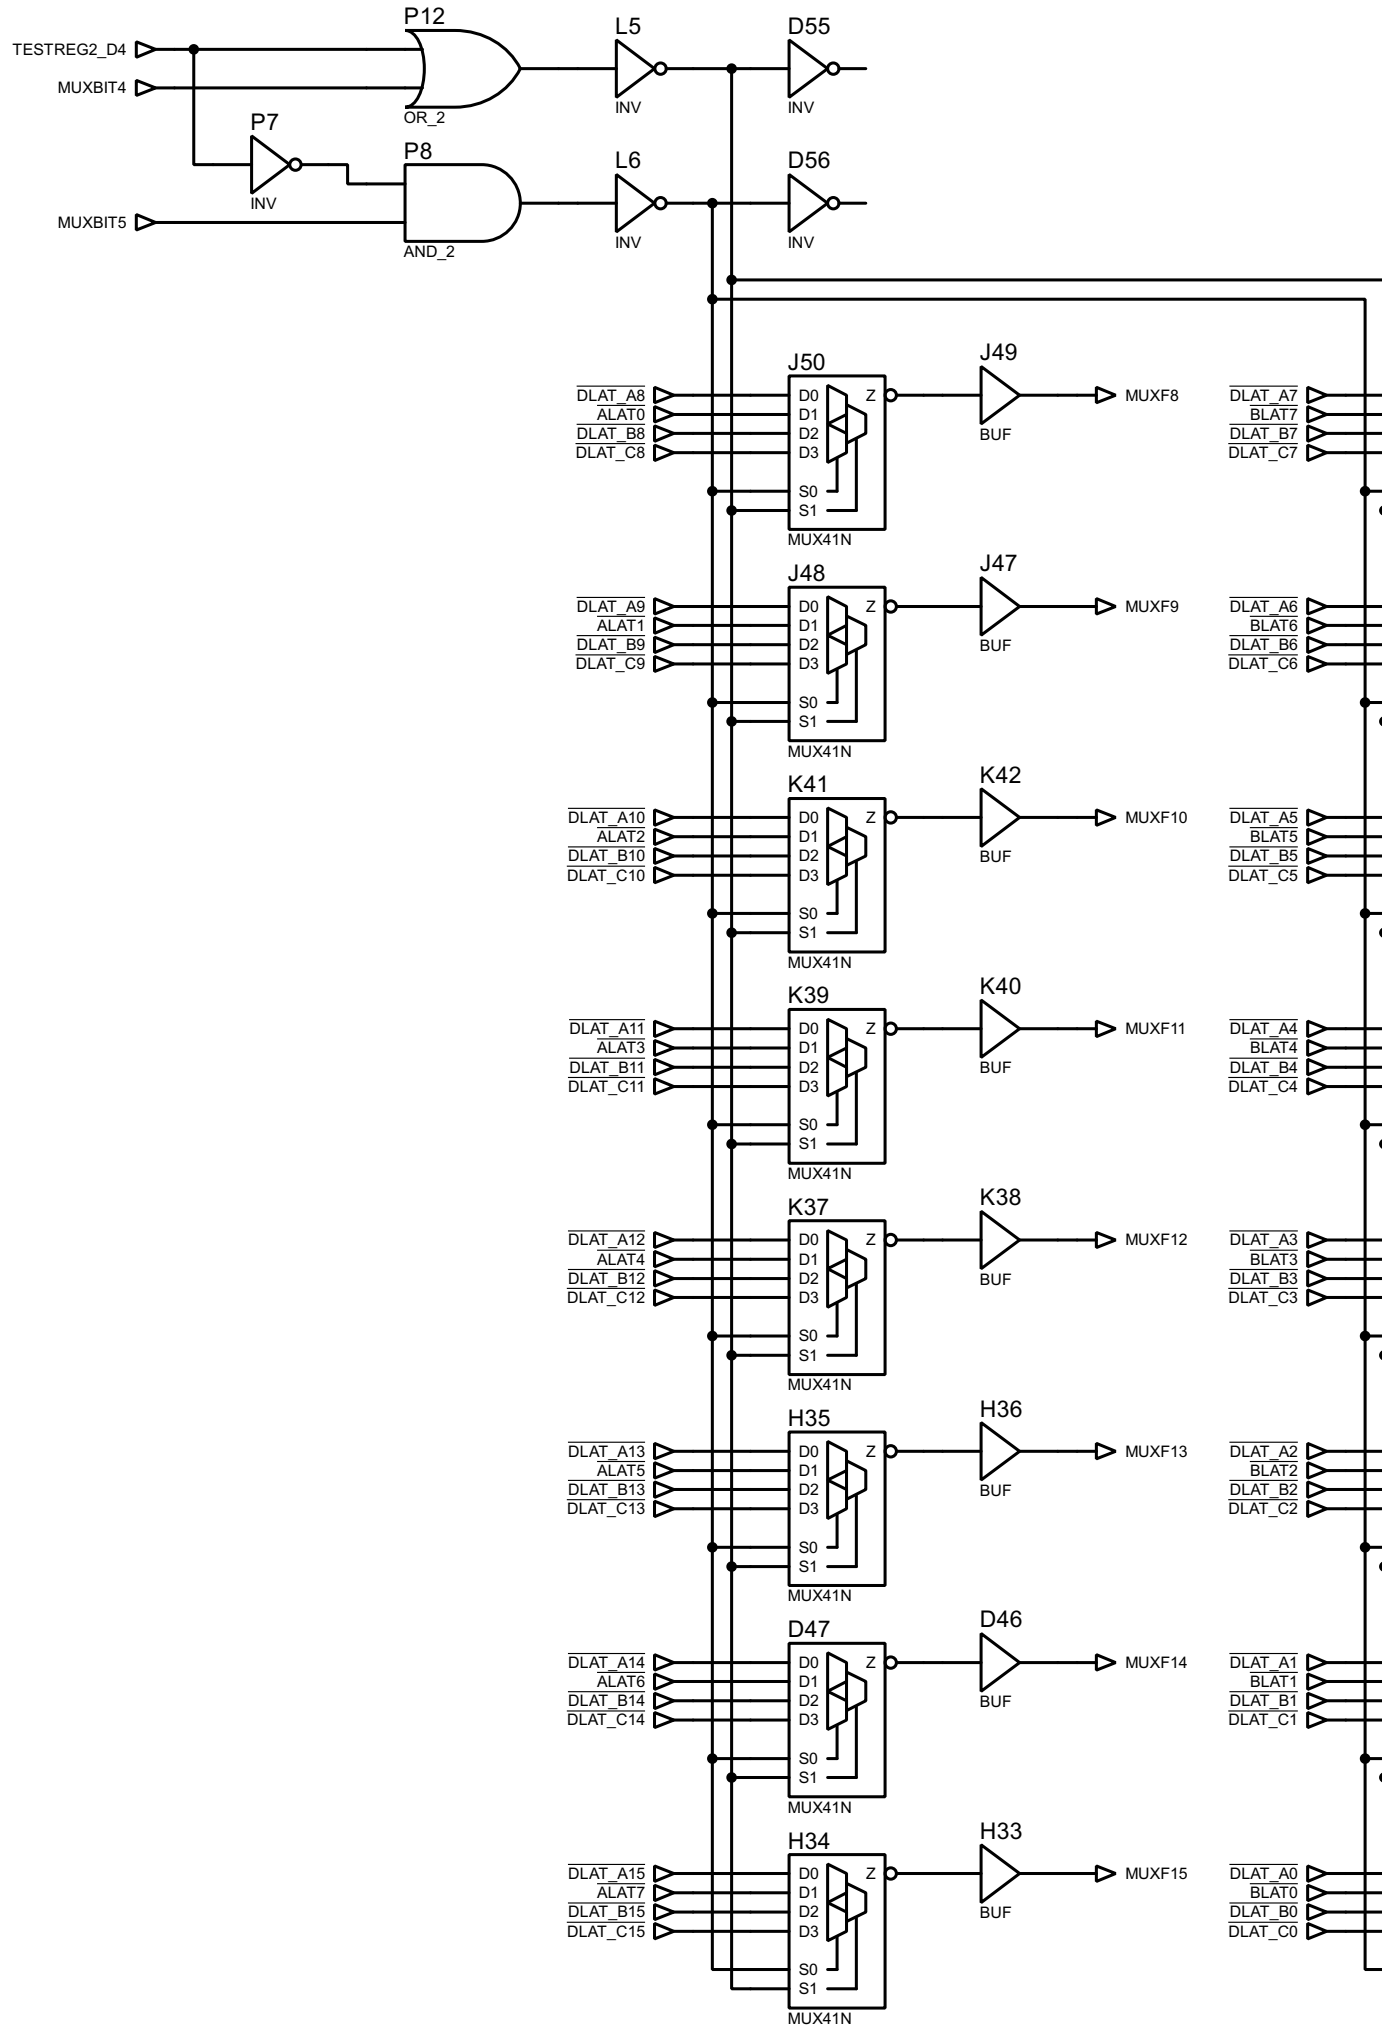 P12
L5
D55
TESTREG2_D4
MUXBIT4
INV
INV
OR_2
P7
P8
L6
D56
INV
MUXBIT5
INV
INV
AND_2
J50
J49
DLAT_A8 D0 Z MUXF8 DLAT_A7
ALAT0 D1 BLAT7
DLAT_B8 D2 BUF DLAT_B7
DLAT_C8 D3 DLAT_C7
S0
S1
MUX41N
J48
J47
DLAT_A9 D0 Z MUXF9 DLAT_A6
ALAT1 D1 BLAT6
DLAT_B9 D2 BUF DLAT_B6
DLAT_C9 D3 DLAT_C6
S0
S1
MUX41N
K41
K42
DLAT_A10 D0 Z MUXF10 DLAT_A5
ALAT2 D1 BLAT5
DLAT_B10 D2 BUF DLAT_B5
DLAT_C10 D3 DLAT_C5
S0
S1
MUX41N
K39
K40
DLAT_A11 D0 Z MUXF11 DLAT_A4
ALAT3 D1 BLAT4
DLAT_B11 D2 BUF DLAT_B4
DLAT_C11 D3 DLAT_C4
S0
S1
MUX41N
K37
K38
DLAT_A12 D0 Z MUXF12 DLAT_A3
ALAT4 D1 BLAT3
DLAT_B12 D2 BUF DLAT_B3
DLAT_C12 D3 DLAT_C3
S0
S1
MUX41N
H35
H36
DLAT_A13 D0 Z MUXF13 DLAT_A2
ALAT5 D1 BLAT2
DLAT_B13 D2 BUF DLAT_B2
DLAT_C13 D3 DLAT_C2
S0
S1
MUX41N
D47
D46
DLAT_A14 D0 Z MUXF14 DLAT_A1
ALAT6 D1 BLAT1
DLAT_B14 D2 BUF DLAT_B1
DLAT_C14 D3 DLAT_C1
S0
S1
MUX41N
H34
H33
DLAT_A15 D0 Z MUXF15 DLAT_A0
ALAT7 D1 BLAT0
DLAT_B15 D2 BUF DLAT_B0
DLAT_C15 D3 DLAT_C0
S0
S1
MUX41N